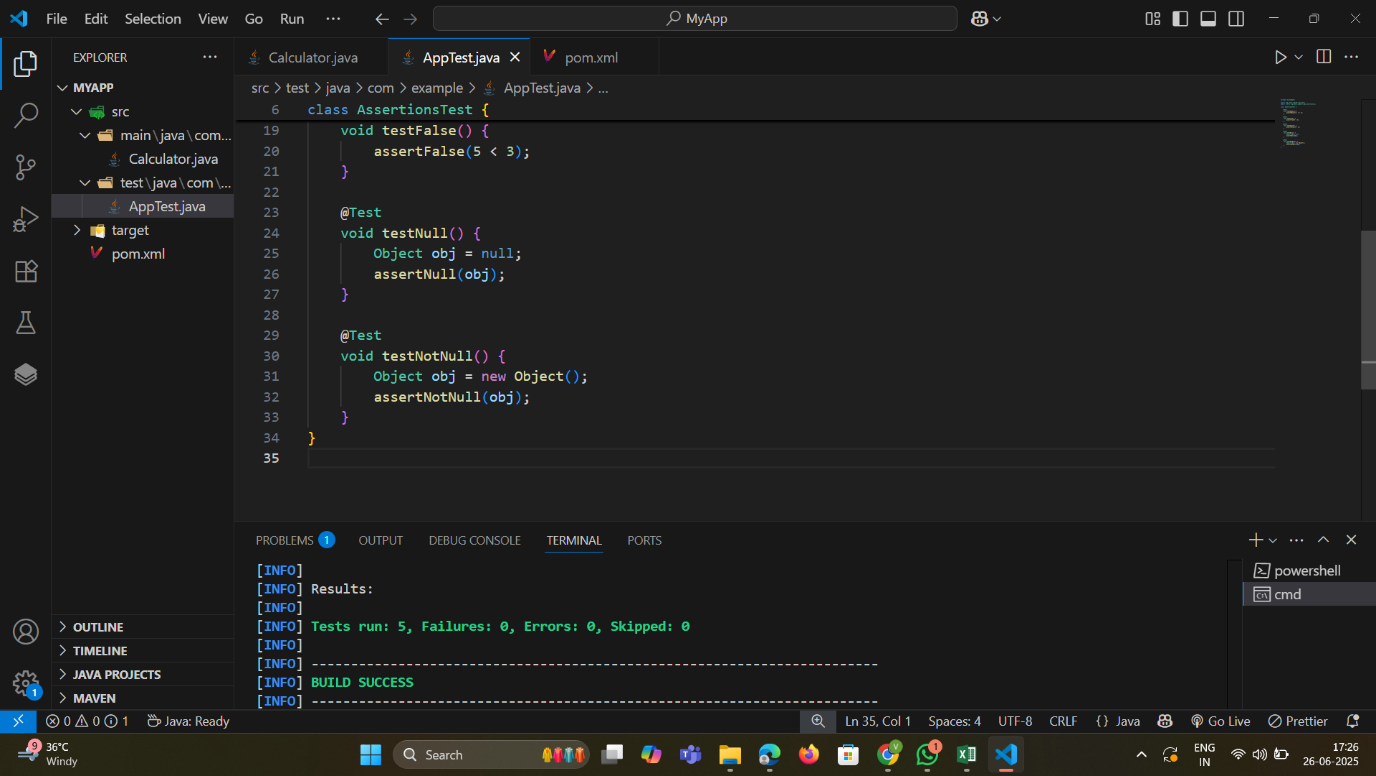 File Edit Selection View Go Run ··· MyApp
EXPLORER ···
MYAPP
src
main\java\com...
Calculator.java
test\java\com\...
AppTest.java
target
pom.xml
OUTLINE
TIMELINE
JAVA PROJECTS
MAVEN
Calculator.java AppTest.java pom.xml
src > test > java > com > example > AppTest.java > ...
6 class AssertionsTest {
19 void testFalse() {
20 assertFalse(5 < 3);
21 }
22
23 @Test
24 void testNull() {
25 Object obj = null;
26 assertNull(obj);
27 }
28
29 @Test
30 void testNotNull() {
31 Object obj = new Object();
32 assertNotNull(obj);
33 }
34 }
35
PROBLEMS 1 OUTPUT DEBUG CONSOLE TERMINAL PORTS
[INFO]
[INFO] Results:
[INFO]
[INFO] Tests run: 5, Failures: 0, Errors: 0, Skipped: 0
[INFO]
[INFO] ------------------------------------------------------------------------
[INFO] BUILD SUCCESS
[INFO] ------------------------------------------------------------------------
powershell
cmd
1
0 0 1 Java: Ready Ln 35, Col 1 Spaces: 4 UTF-8 CRLF {} Java Go Live Prettier
9 36°C
Windy
Search
V
1
ENG
IN
17:26
26-06-2025